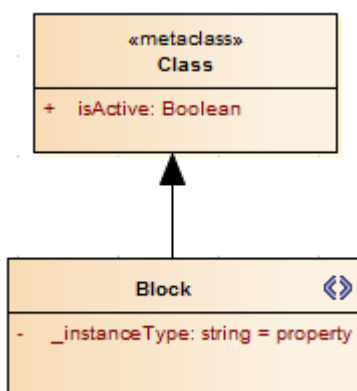 «metaclass»
Class
+ isActive: Boolean
Block
- _instanceType: string = property